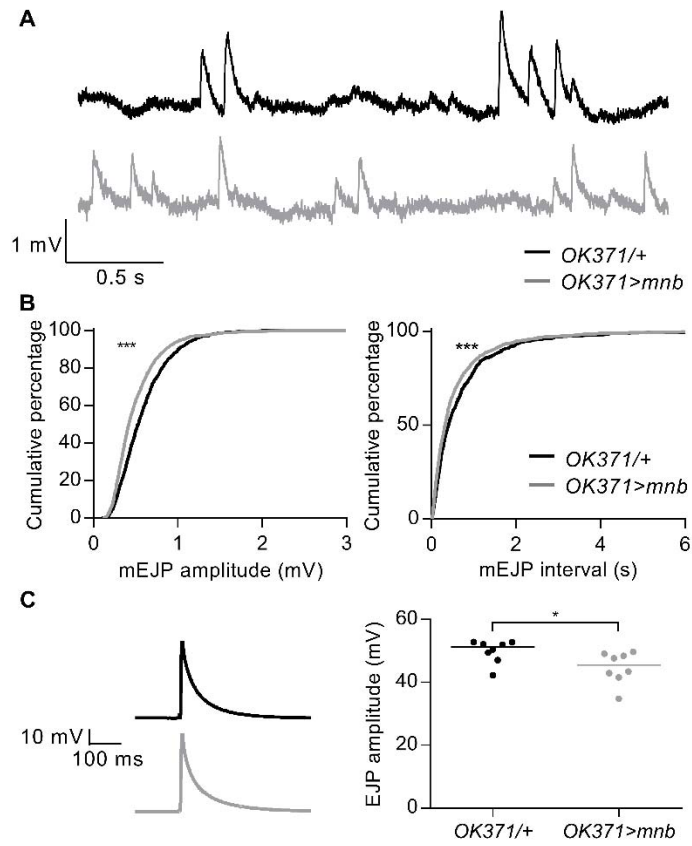 A
1 mV
0.5 s
OK371/+
OK371>mnb
B
Cumulative percentage
100
80
60
40
20
0
***
0 1 2 3
mEJP amplitude (mV)
Cumulative percentage
100
50
0
***
OK371/+
OK371>mnb
0 2 4 6
mEJP interval (s)
C
10 mV
100 ms
EJP amplitude (mV)
60
40
20
0
*
OK371/+ OK371>mnb